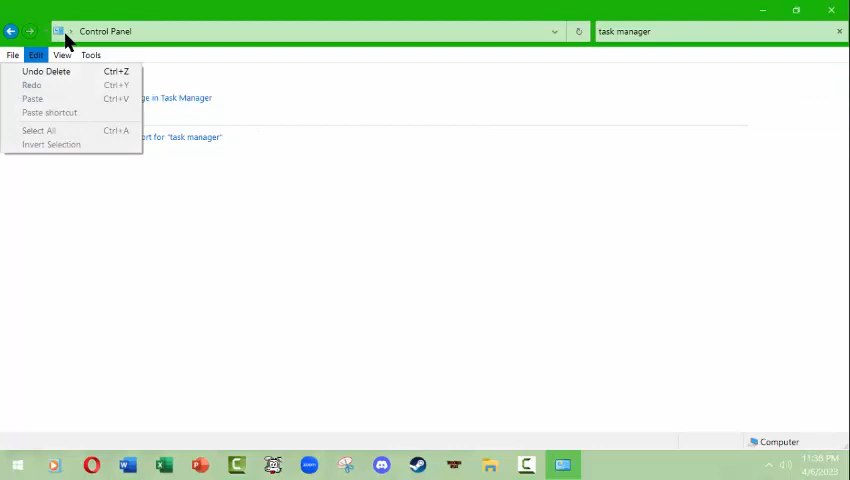 Control Panel
task manager
File Edit View Tools
Undo Delete Ctrl+Z
Redo Ctrl+Y
ge in Task Manager
Paste Ctrl+V
Paste shortcut
Select All Ctrl+A
ort for "task manager"
Invert Selection
Computer
11:38 PM
4/6/2023